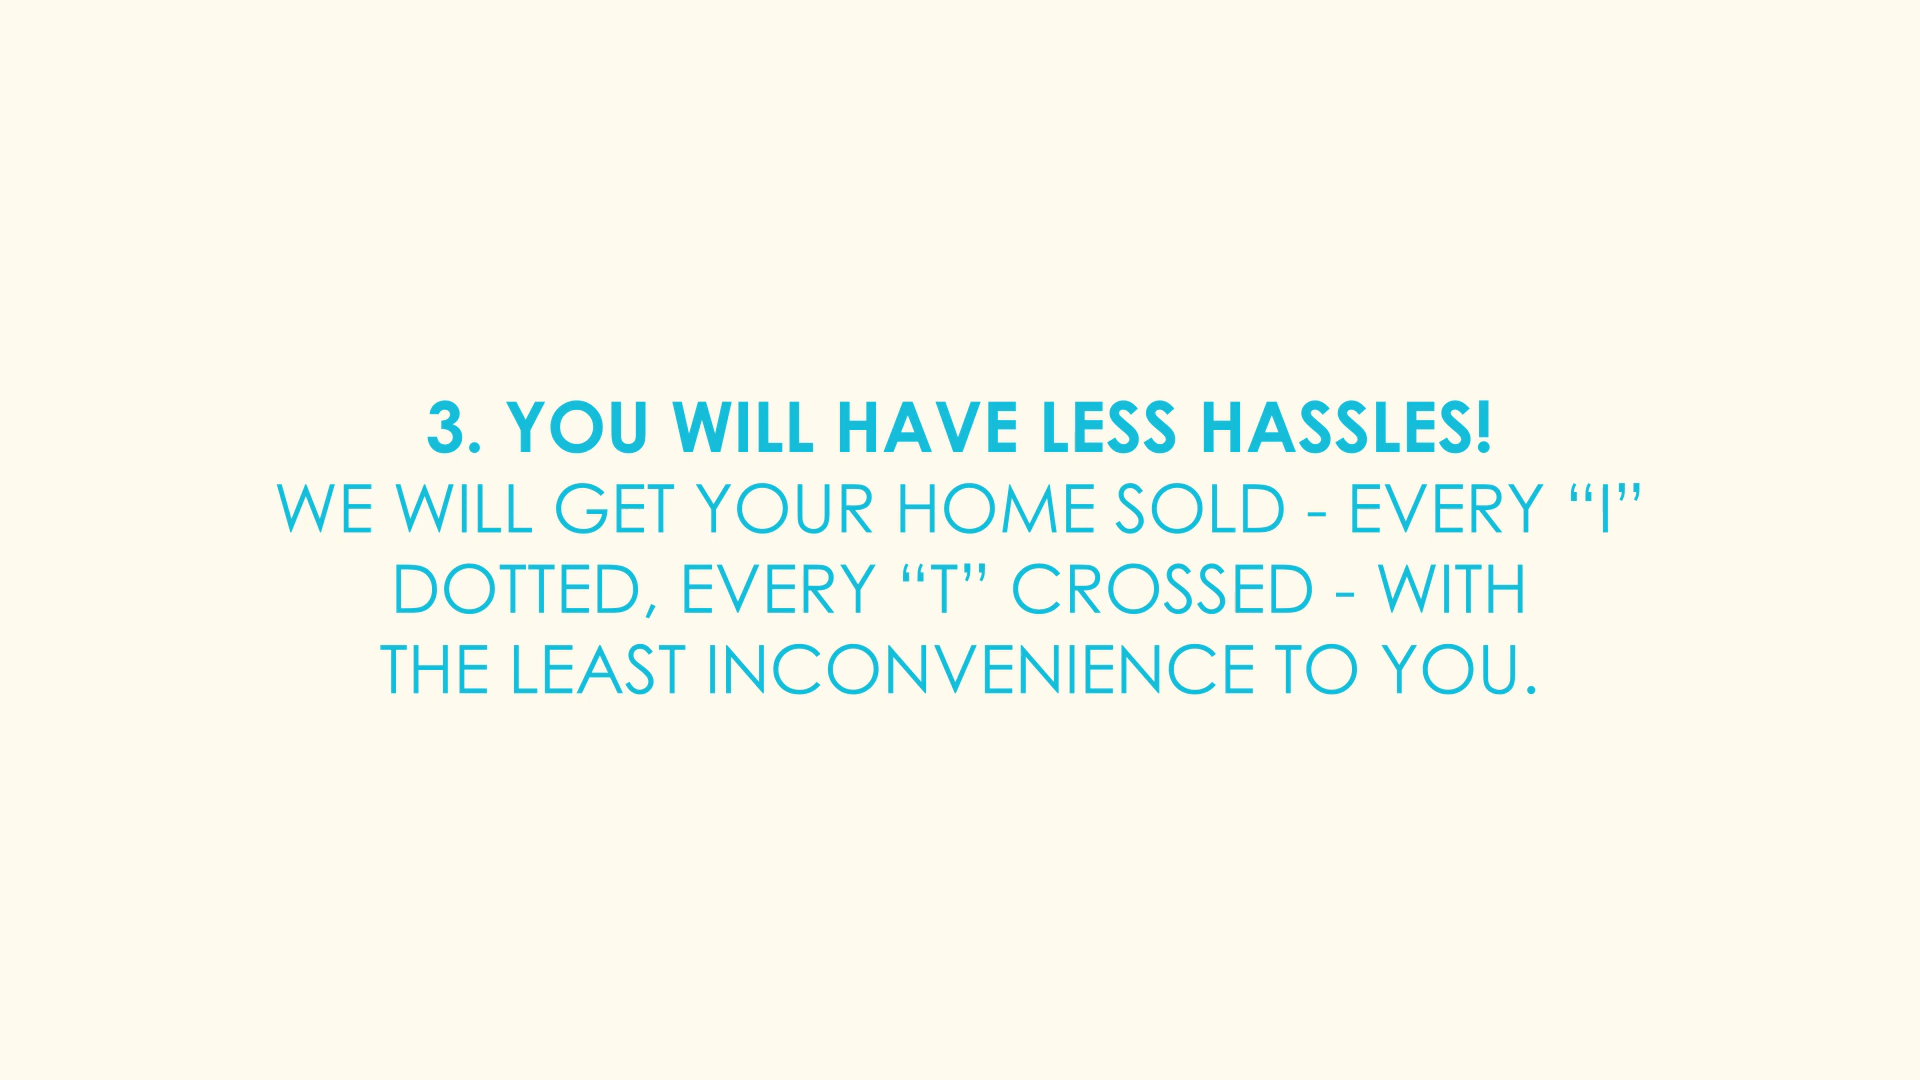 3. YOU WILL HAVE LESS HASSLES!
WE WILL GET YOUR HOME SOLD - EVERY “I”
DOTTED, EVERY “T” CROSSED - WITH
THE LEAST INCONVENIENCE TO YOU.